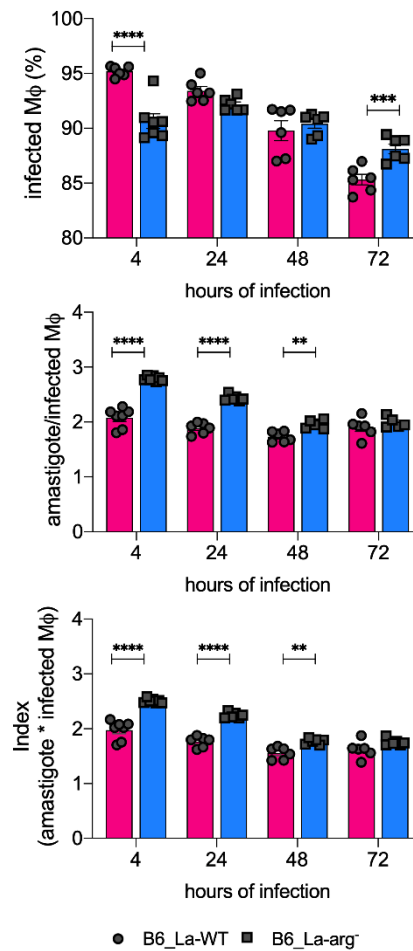 infected Mϕ (%)
100
95
90
85
80
****
***
4 24 48 72
hours of infection
amastigote/infected Mϕ
4
3
2
1
0
**** **** **
4 24 48 72
hours of infection
Index
(amastigote * infected Mϕ)
4
3
2
1
0
**** **** **
4 24 48 72
hours of infection
B6_La-WT B6_La-arg⁻